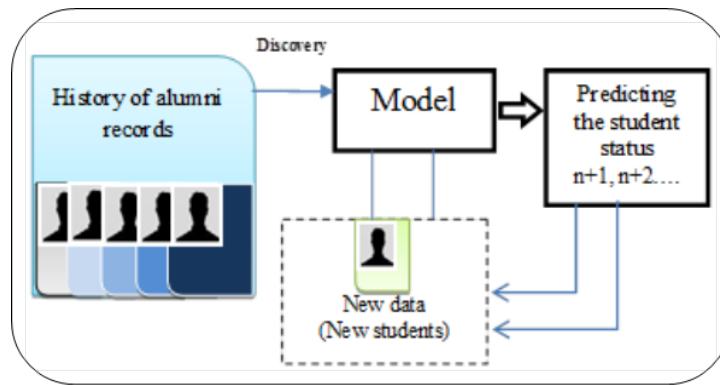 Discovery
History of alumni
records
Model
Predicting
the student
status
n+1, n+2....
New data
(New students)